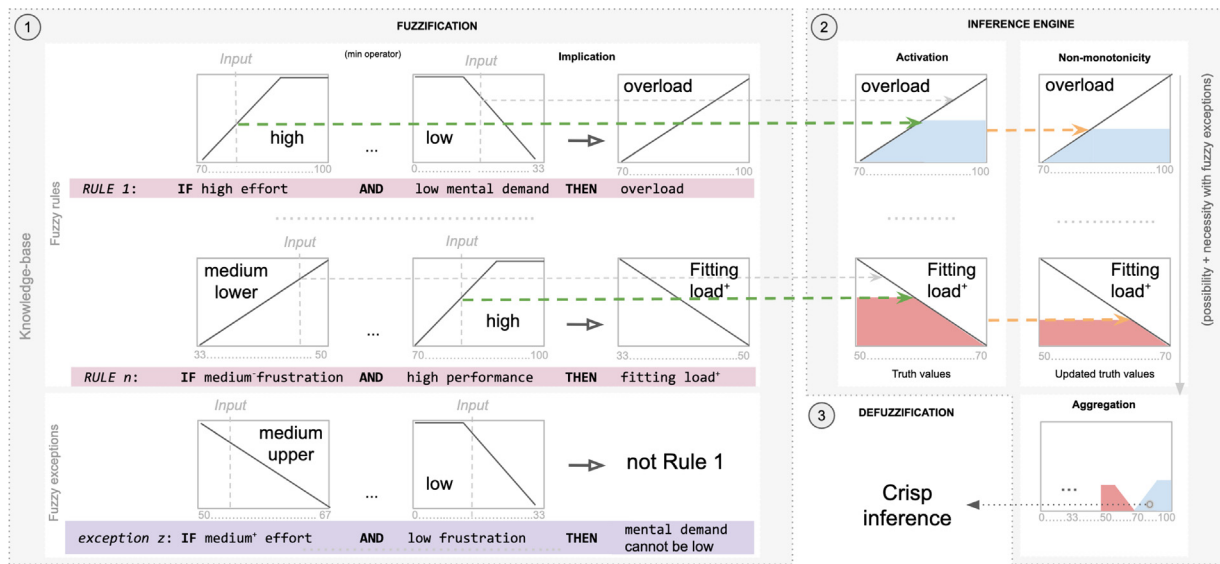 1
FUZZIFICATION
2
INFERENCE ENGINE
Input
(min operator)
Input
Implication
Activation
Non-monotonicity
high
...
low
overload
overload
overload
70......................100
0......................33
70......................100
70......................100
70......................100
RULE 1: IF high effort AND low mental demand THEN overload
Input
Input
medium
lower
...
high
Fitting
load⁺
Fitting
load⁺
Fitting
load⁺
33......................50
70......................100
33......................50
50......................70
50......................70
RULE n: IF medium⁻frustration AND high performance THEN fitting load⁺
Truth values
Updated truth values
Knowledge-base
Fuzzy rules
Fuzzy exceptions
(possibility + necessity with fuzzy exceptions)
Input
Input
medium
upper
...
low
not Rule 1
50......................67
0......................33
exception z: IF medium⁺ effort AND low frustration THEN mental demand
cannot be low
3
DEFUZZIFICATION
Aggregation
Crisp
inference
...
0......33...... 50 70.....100